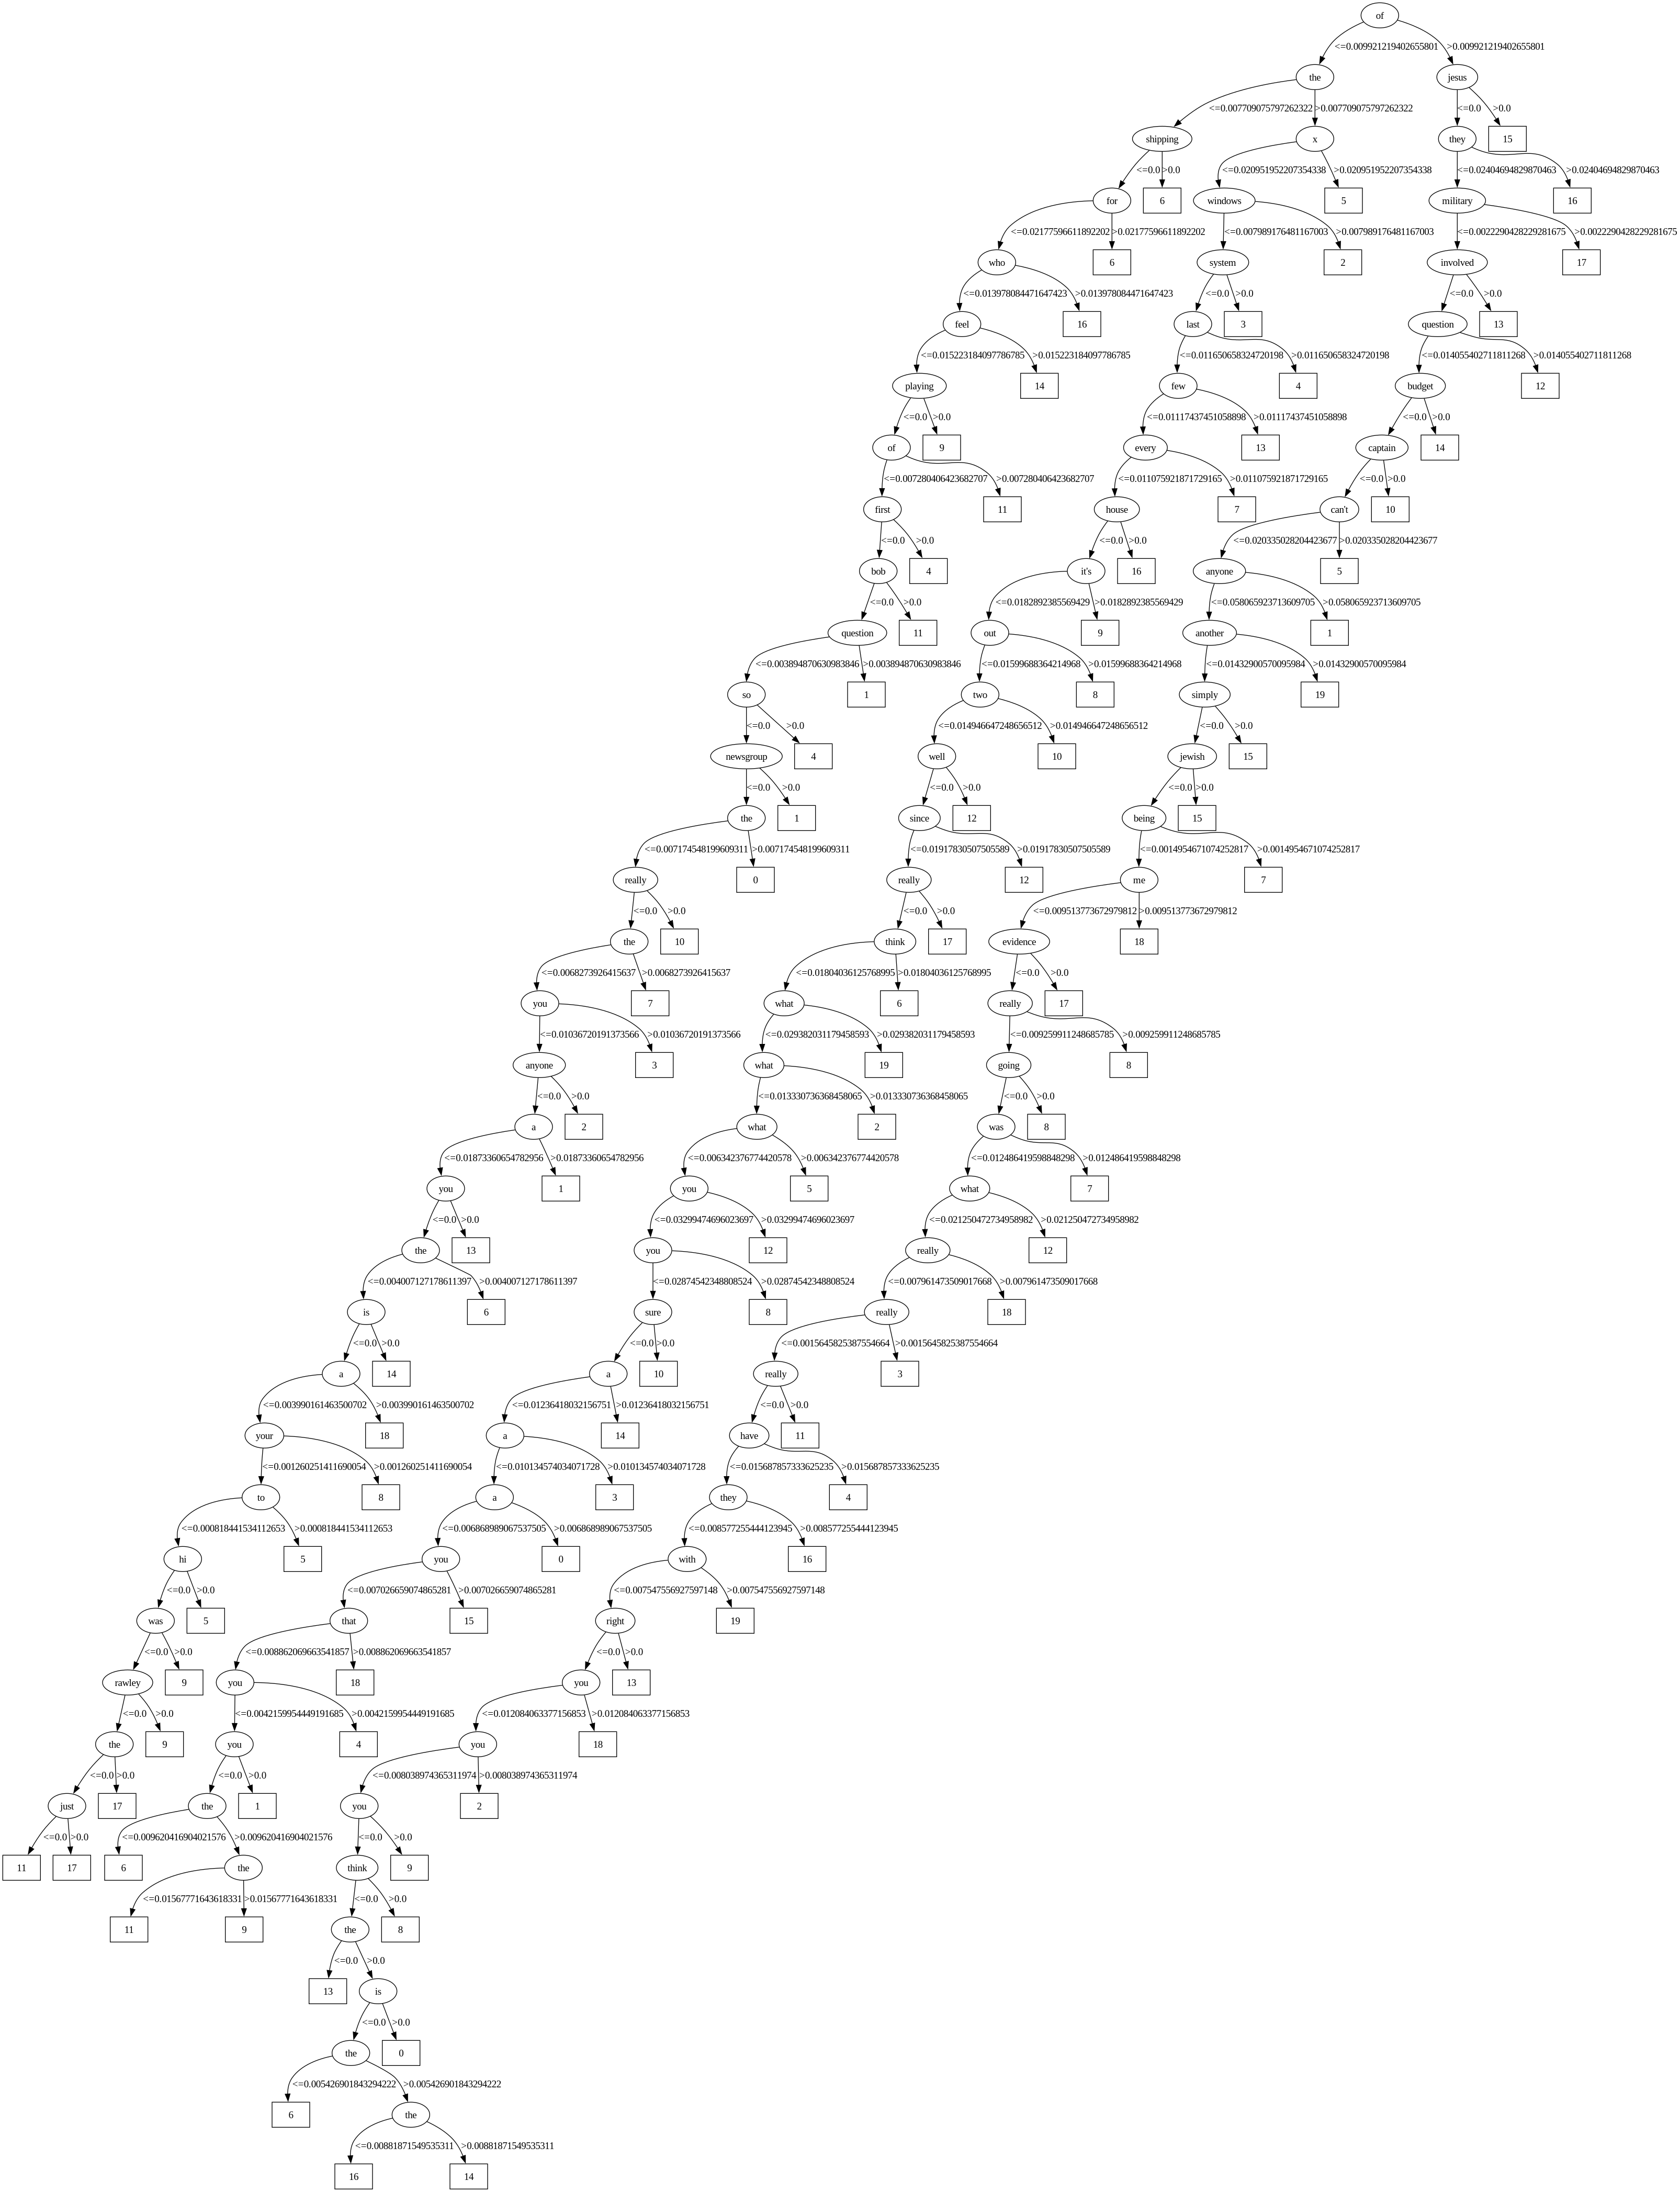 of
<=0.009921219402655801 >0.009921219402655801
the jesus
<=0.007709075797262322 >0.007709075797262322 <=0.0 >0.0
shipping x they 15
<=0.0 >0.0 <=0.020951952207354338 >0.020951952207354338 <=0.02404694829870463 >0.02404694829870463
for 6 windows 5 military 16
<=0.02177596611892202 >0.02177596611892202 <=0.007989176481167003 >0.007989176481167003 <=0.0022290428229281675 >0.0022290428229281675
who 6 system 2 involved 17
<=0.013978084471647423 >0.013978084471647423 <=0.0 >0.0 <=0.0 >0.0
feel 16 last 3 question 13
<=0.015223184097786785 >0.015223184097786785 <=0.011650658324720198 >0.011650658324720198 <=0.014055402711811268 >0.014055402711811268
playing 14 few 4 budget 12
<=0.0 >0.0 <=0.01117437451058898 >0.01117437451058898 <=0.0 >0.0
of 9 every 13 captain 14
<=0.007280406423682707 >0.007280406423682707 <=0.011075921871729165 >0.011075921871729165 <=0.0 >0.0
first 11 house 7 can't 10
<=0.0 >0.0 <=0.0 >0.0 <=0.020335028204423677 >0.020335028204423677
bob 4 it's 16 anyone 5
<=0.0 >0.0 <=0.0182892385569429 >0.0182892385569429 <=0.058065923713609705 >0.058065923713609705
question 11 out 9 another 1
<=0.003894870630983846 >0.003894870630983846 <=0.01599688364214968 >0.01599688364214968 <=0.01432900570095984 >0.01432900570095984
so 1 two 8 simply 19
<=0.0 >0.0 <=0.014946647248656512 >0.014946647248656512 <=0.0 >0.0
newsgroup 4 well 10 jewish 15
<=0.0 >0.0 <=0.0 >0.0 <=0.0 >0.0
the 1 since 12 being 15
<=0.007174548199609311 >0.007174548199609311 <=0.01917830507505589 >0.01917830507505589 <=0.0014954671074252817 >0.0014954671074252817
really 0 really 12 me 7
<=0.0 >0.0 <=0.0 >0.0 <=0.009513773672979812 >0.009513773672979812
the 10 think 17 evidence 18
<=0.0068273926415637 >0.0068273926415637 <=0.01804036125768995 >0.01804036125768995 <=0.0 >0.0
you 7 what 6 really 17
<=0.01036720191373566 >0.01036720191373566 <=0.029382031179458593 >0.029382031179458593 <=0.009259911248685785 >0.009259911248685785
anyone 3 what 19 going 8
<=0.0 >0.0 <=0.013330736368458065 >0.013330736368458065 <=0.0 >0.0
a 2 what 2 was 8
<=0.01873360654782956 >0.01873360654782956 <=0.006342376774420578 >0.006342376774420578 <=0.012486419598848298 >0.012486419598848298
you 1 you 5 what 7
<=0.0 >0.0 <=0.03299474696023697 >0.03299474696023697 <=0.021250472734958982 >0.021250472734958982
the 13 you 12 really 12
<=0.004007127178611397 >0.004007127178611397 <=0.02874542348808524 >0.02874542348808524 <=0.007961473509017668 >0.007961473509017668
is 6 sure 8 really 18
<=0.0 >0.0 <=0.0 >0.0 <=0.0015645825387554664 >0.0015645825387554664
a 14 a 10 really 3
<=0.003990161463500702 >0.003990161463500702 <=0.01236418032156751 >0.01236418032156751 <=0.0 >0.0
your 18 a 14 have 11
<=0.001260251411690054 >0.001260251411690054 <=0.010134574034071728 >0.010134574034071728 <=0.015687857333625235 >0.015687857333625235
to 8 a 3 they 4
<=0.000818441534112653 >0.000818441534112653 <=0.006868989067537505 >0.006868989067537505 <=0.008577255444123945 >0.008577255444123945
hi 5 you 0 with 16
<=0.0 >0.0 <=0.007026659074865281 >0.007026659074865281 <=0.007547556927597148 >0.007547556927597148
was 5 that 15 right 19
<=0.0 >0.0 <=0.008862069663541857 >0.008862069663541857 <=0.0 >0.0
rawley 9 you 18 you 13
<=0.0 >0.0 <=0.0042159954449191685 >0.0042159954449191685 <=0.012084063377156853 >0.012084063377156853
the 9 you 4 you 18
<=0.0 >0.0 <=0.0 >0.0 <=0.008038974365311974 >0.008038974365311974
just 17 the 1 you 2
<=0.0 >0.0 <=0.009620416904021576 >0.009620416904021576 <=0.0 >0.0
11 17 6 the think 9
<=0.01567771643618331 >0.01567771643618331 <=0.0 >0.0
11 9 the 8
<=0.0 >0.0
13 is
<=0.0 >0.0
the 0
<=0.005426901843294222 >0.005426901843294222
6 the
<=0.00881871549535311 >0.00881871549535311
16 14